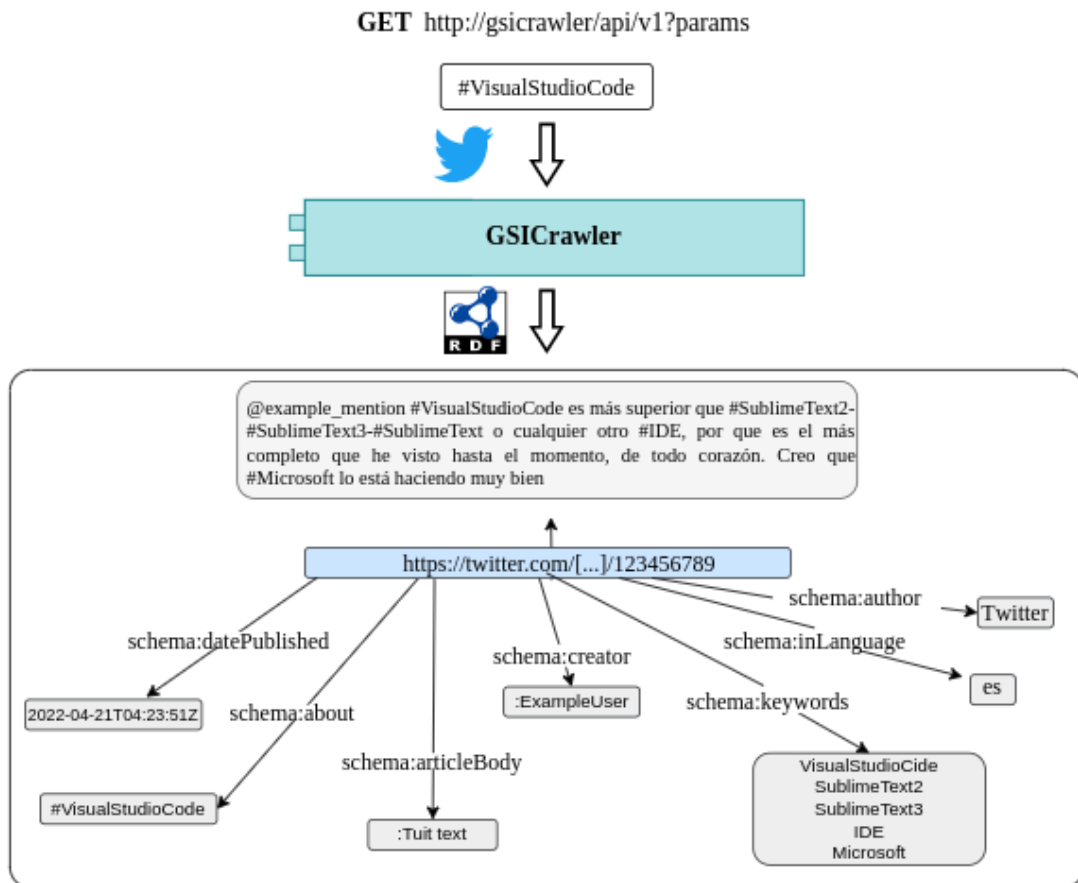 GET http://gsicrawler/api/v1?params
#VisualStudioCode
GSICrawler
RDF
@example_mention #VisualStudioCode es más superior que #SublimeText2-
#SublimeText3-#SublimeText o cualquier otro #IDE, por que es el más
completo que he visto hasta el momento, de todo corazón. Creo que
#Microsoft lo está haciendo muy bien
https://twitter.com/[...]/123456789
schema:author
Twitter
schema:datePublished
schema:inLanguage
schema:creator
es
2022-04-21T04:23:51Z
schema:about
:ExampleUser
schema:keywords
schema:articleBody
#VisualStudioCode
:Tuit text
VisualStudioCide
SublimeText2
SublimeText3
IDE
Microsoft